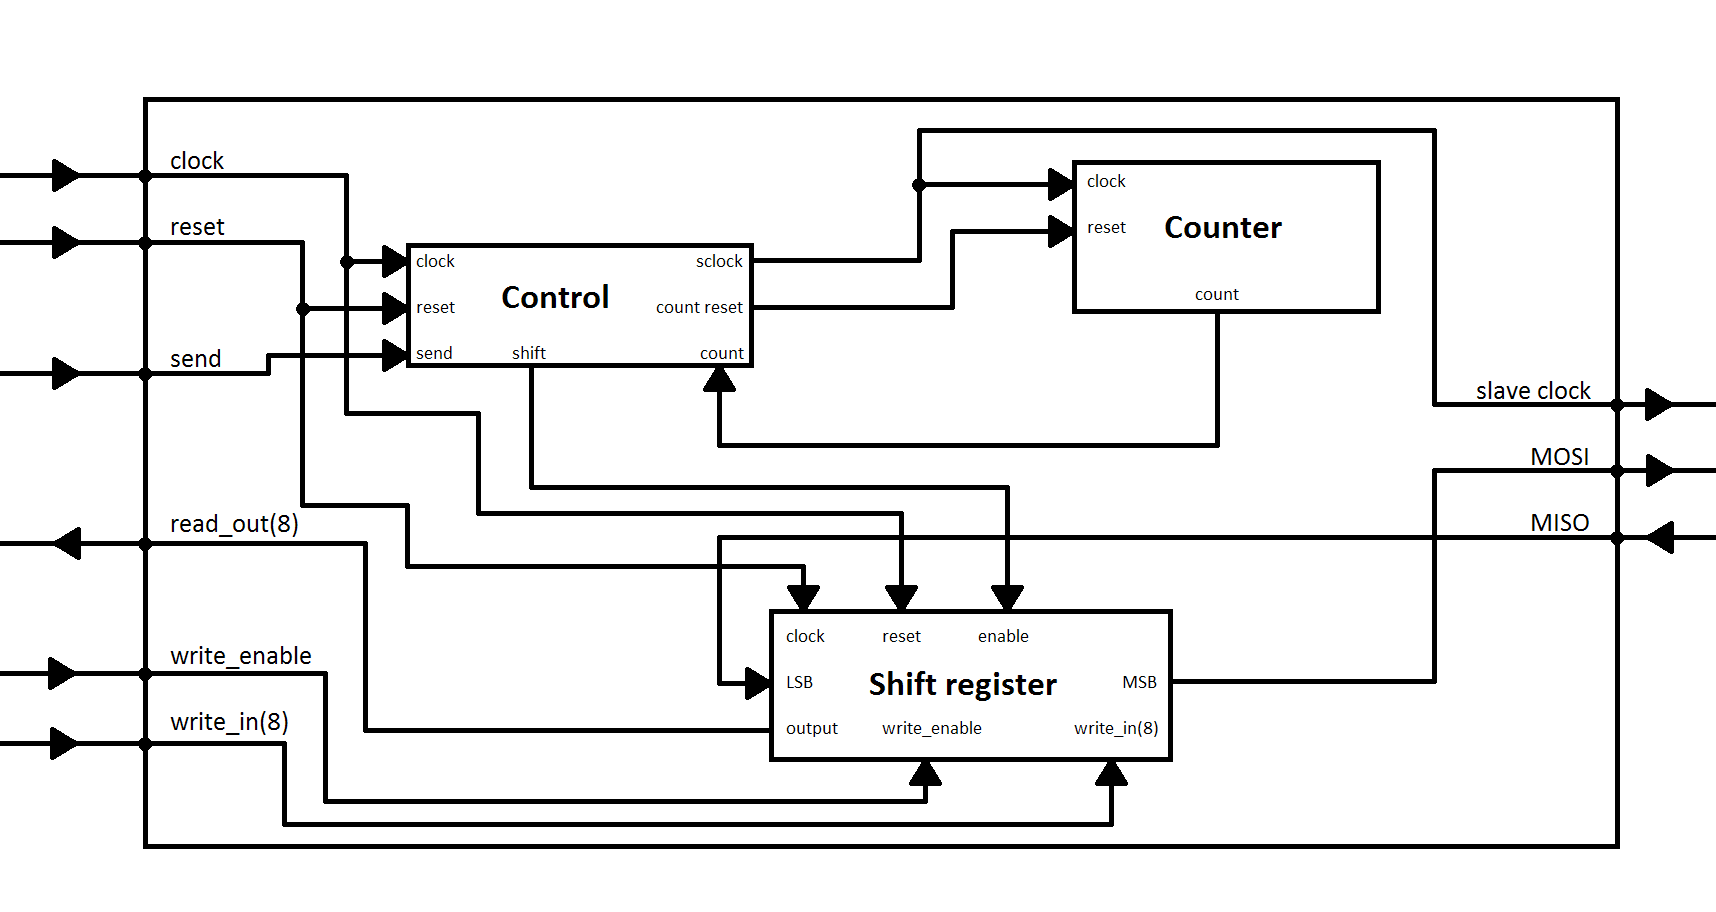 clock
reset
send
read_out(8)
write_enable
write_in(8)
clock
reset
send
Control
shift
sclock
count reset
count
clock
reset
Counter
count
slave clock
MOSI
MISO
clock
reset
enable
LSB
Shift register
MSB
output
write_enable
write_in(8)